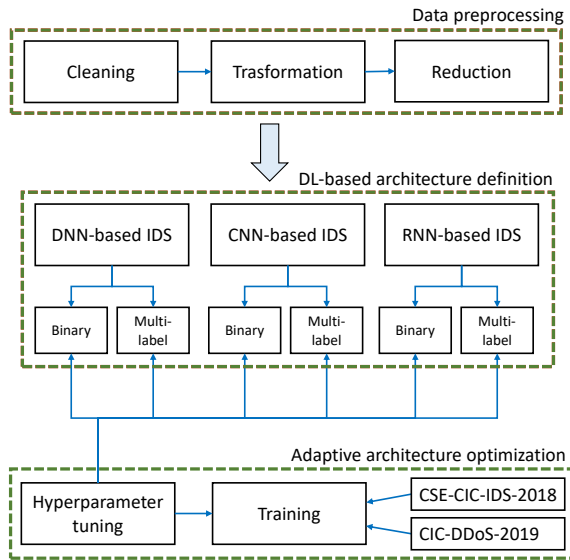 Data preprocessing
Cleaning
Trasformation
Reduction
DL-based architecture definition
DNN-based IDS
CNN-based IDS
RNN-based IDS
Binary
Multi-
label
Binary
Multi-
label
Binary
Multi-
label
Adaptive architecture optimization
Hyperparameter
tuning
Training
CSE-CIC-IDS-2018
CIC-DDoS-2019